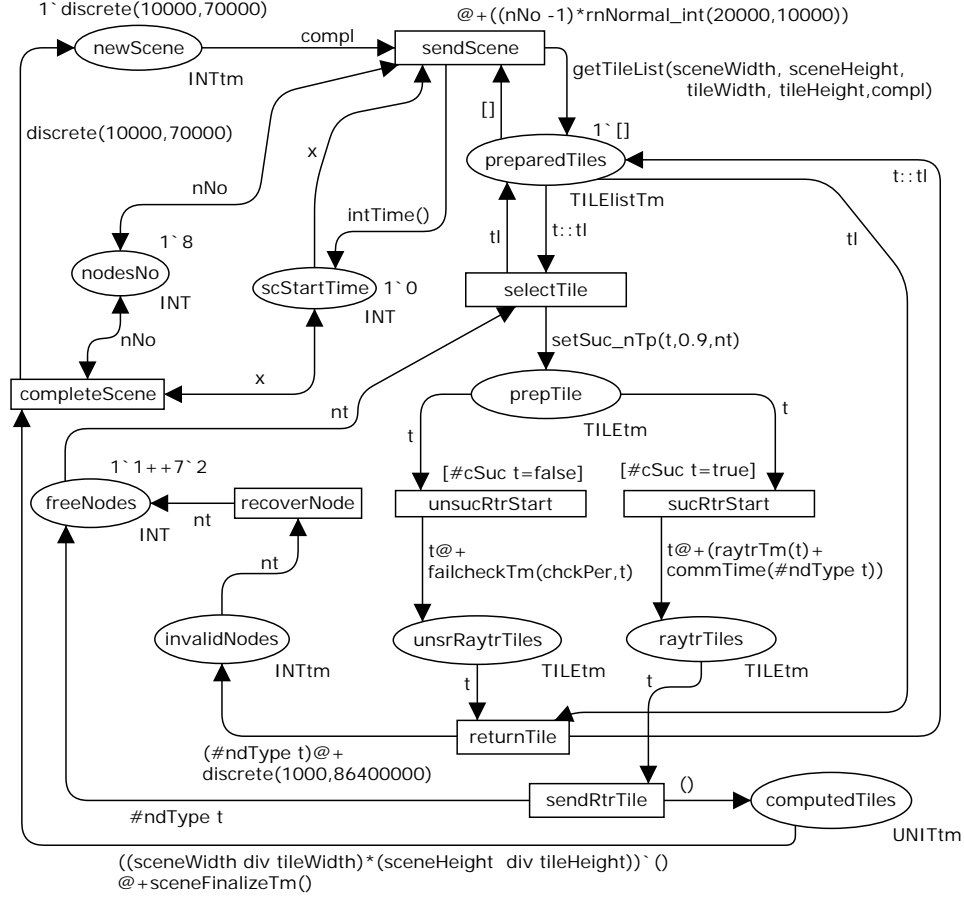 1`discrete(10000,70000)
@+((nNo -1)*rnNormal_int(20000,10000))
newScene
compl
sendScene
INTtm
getTileList(sceneWidth, sceneHeight,
tileWidth, tileHeight,compl)
discrete(10000,70000)
[]
1`[]
x
preparedTiles
t::tl
nNo
TILElistTm
intTime()
tl
t::tl
tl
1`8
nodesNo
INT
scStartTime
1`0
INT
selectTile
nNo
setSuc_nTp(t,0.9,nt)
x
completeScene
prepTile
nt
t
TILEtm
t
1`1++7`2
[#cSuc t=false]
[#cSuc t=true]
freeNodes
recoverNode
unsucRtrStart
sucRtrStart
nt
INT
t@+
failcheckTm(chckPer,t)
t@+(raytrTm(t)+
commTime(#ndType t))
nt
invalidNodes
unsrRaytrTiles
raytrTiles
INTtm
TILEtm
TILEtm
t
t
returnTile
(#ndType t)@+
discrete(1000,86400000)
sendRtrTile
()
computedTiles
#ndType t
UNITtm
((sceneWidth div tileWidth)*(sceneHeight  div tileHeight))`()
@+sceneFinalizeTm()